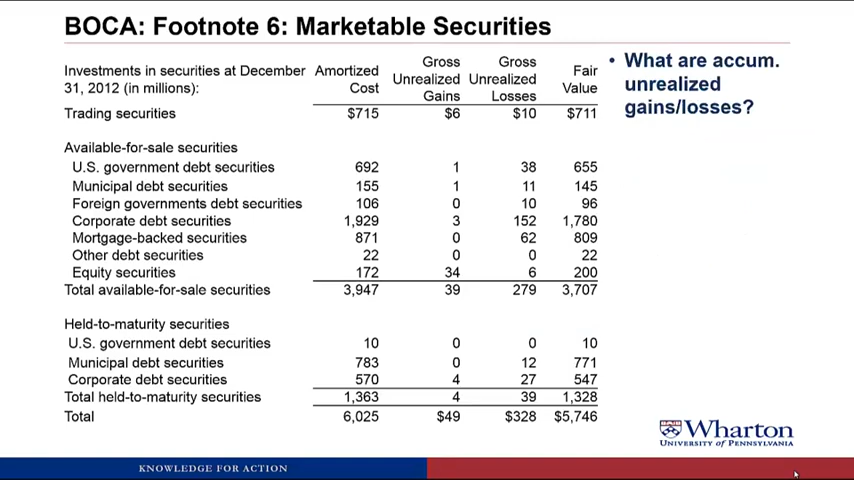 BOCA: Footnote 6: Marketable Securities
Investments in securities at December 31, 2012 (in millions): Amortized Cost Gross Unrealized Gains Gross Unrealized Losses Fair Value
Trading securities $715 $6 $10 $711
Available-for-sale securities
U.S. government debt securities 692 1 38 655
Municipal debt securities 155 1 11 145
Foreign governments debt securities 106 0 10 96
Corporate debt securities 1,929 3 152 1,780
Mortgage-backed securities 871 0 62 809
Other debt securities 22 0 0 22
Equity securities 172 34 6 200
Total available-for-sale securities 3,947 39 279 3,707
Held-to-maturity securities
U.S. government debt securities 10 0 0 10
Municipal debt securities 783 0 12 771
Corporate debt securities 570 4 27 547
Total held-to-maturity securities 1,363 4 39 1,328
Total 6,025 $49 $328 $5,746
• What are accum.
unrealized
gains/losses?
Wharton
UNIVERSITY OF PENNSYLVANIA
KNOWLEDGE FOR ACTION